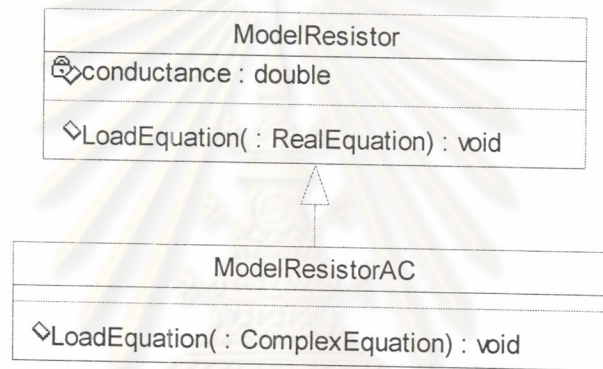 ModelResistor
conductance : double
LoadEquation( : RealEquation) : void
ModelResistorAC
LoadEquation( : ComplexEquation) : void